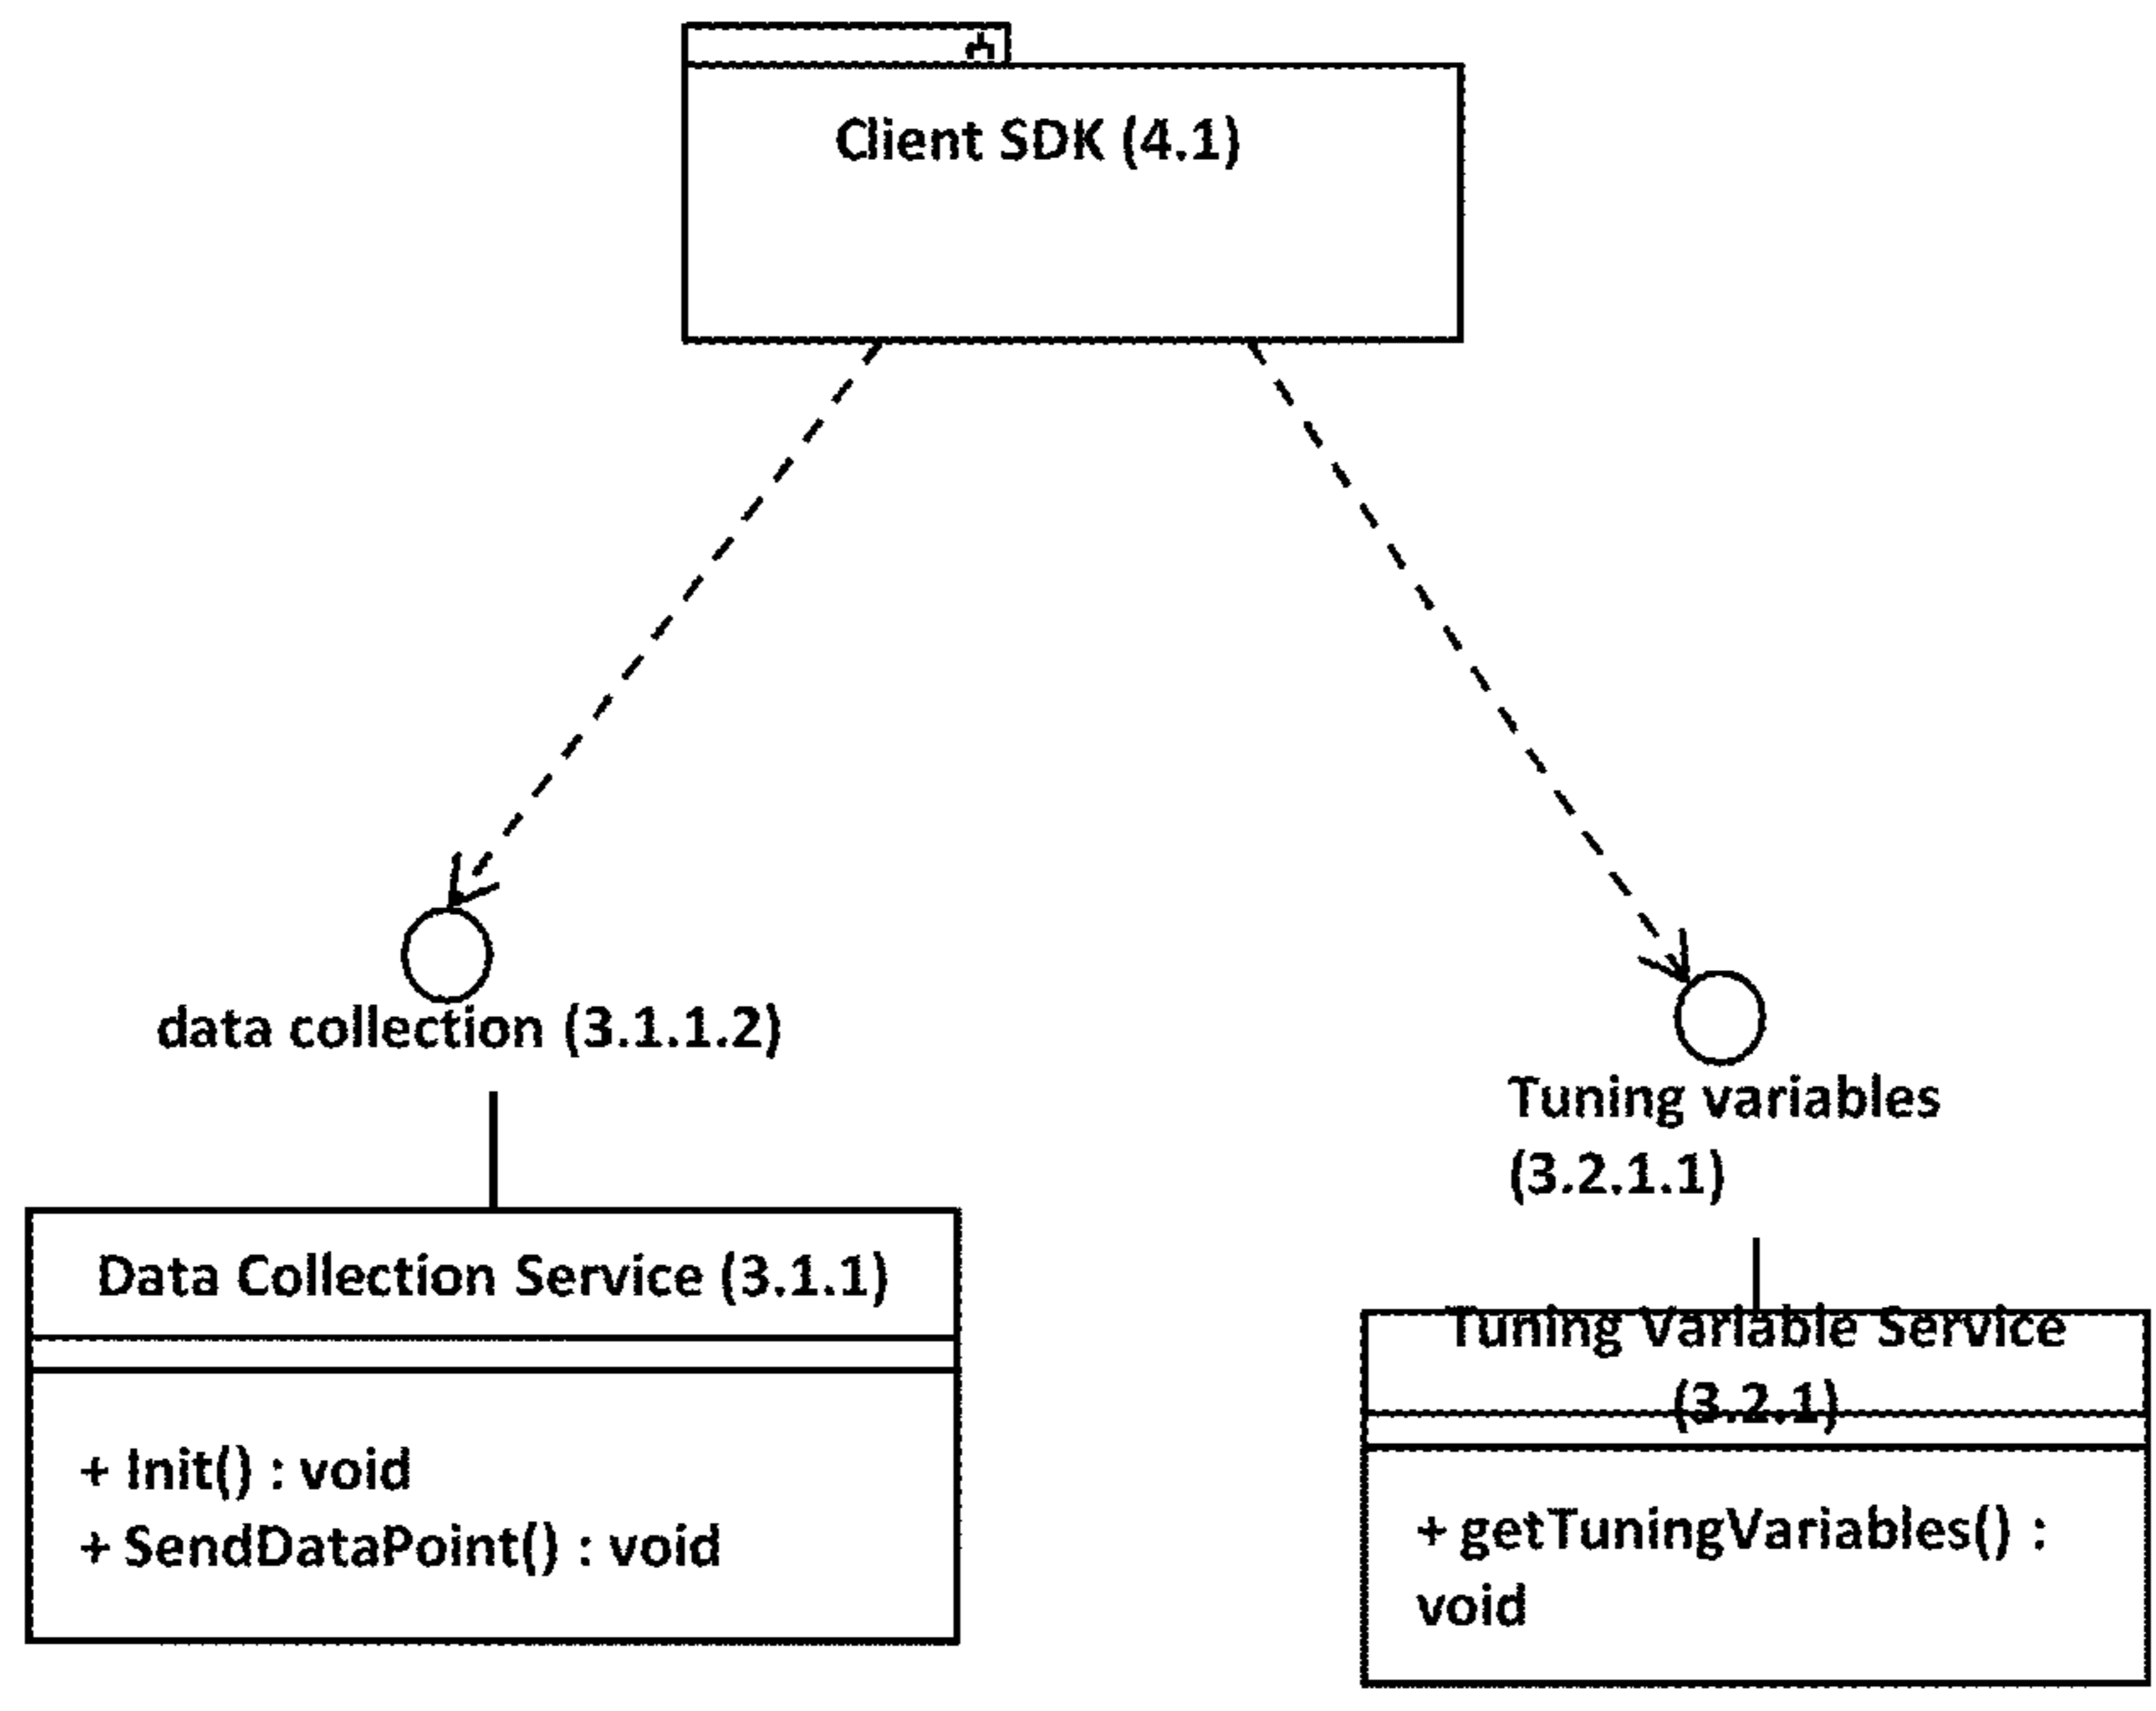 Client SDK (4.1)
data collection (3.1.1.2)
Tuning variables
(3.2.1.1)
Data Collection Service (3.1.1)
+ Init() : void
+ SendDataPoint() : void
Tuning Variable Service
(3.2.1)
+ getTuningVariables() :
void